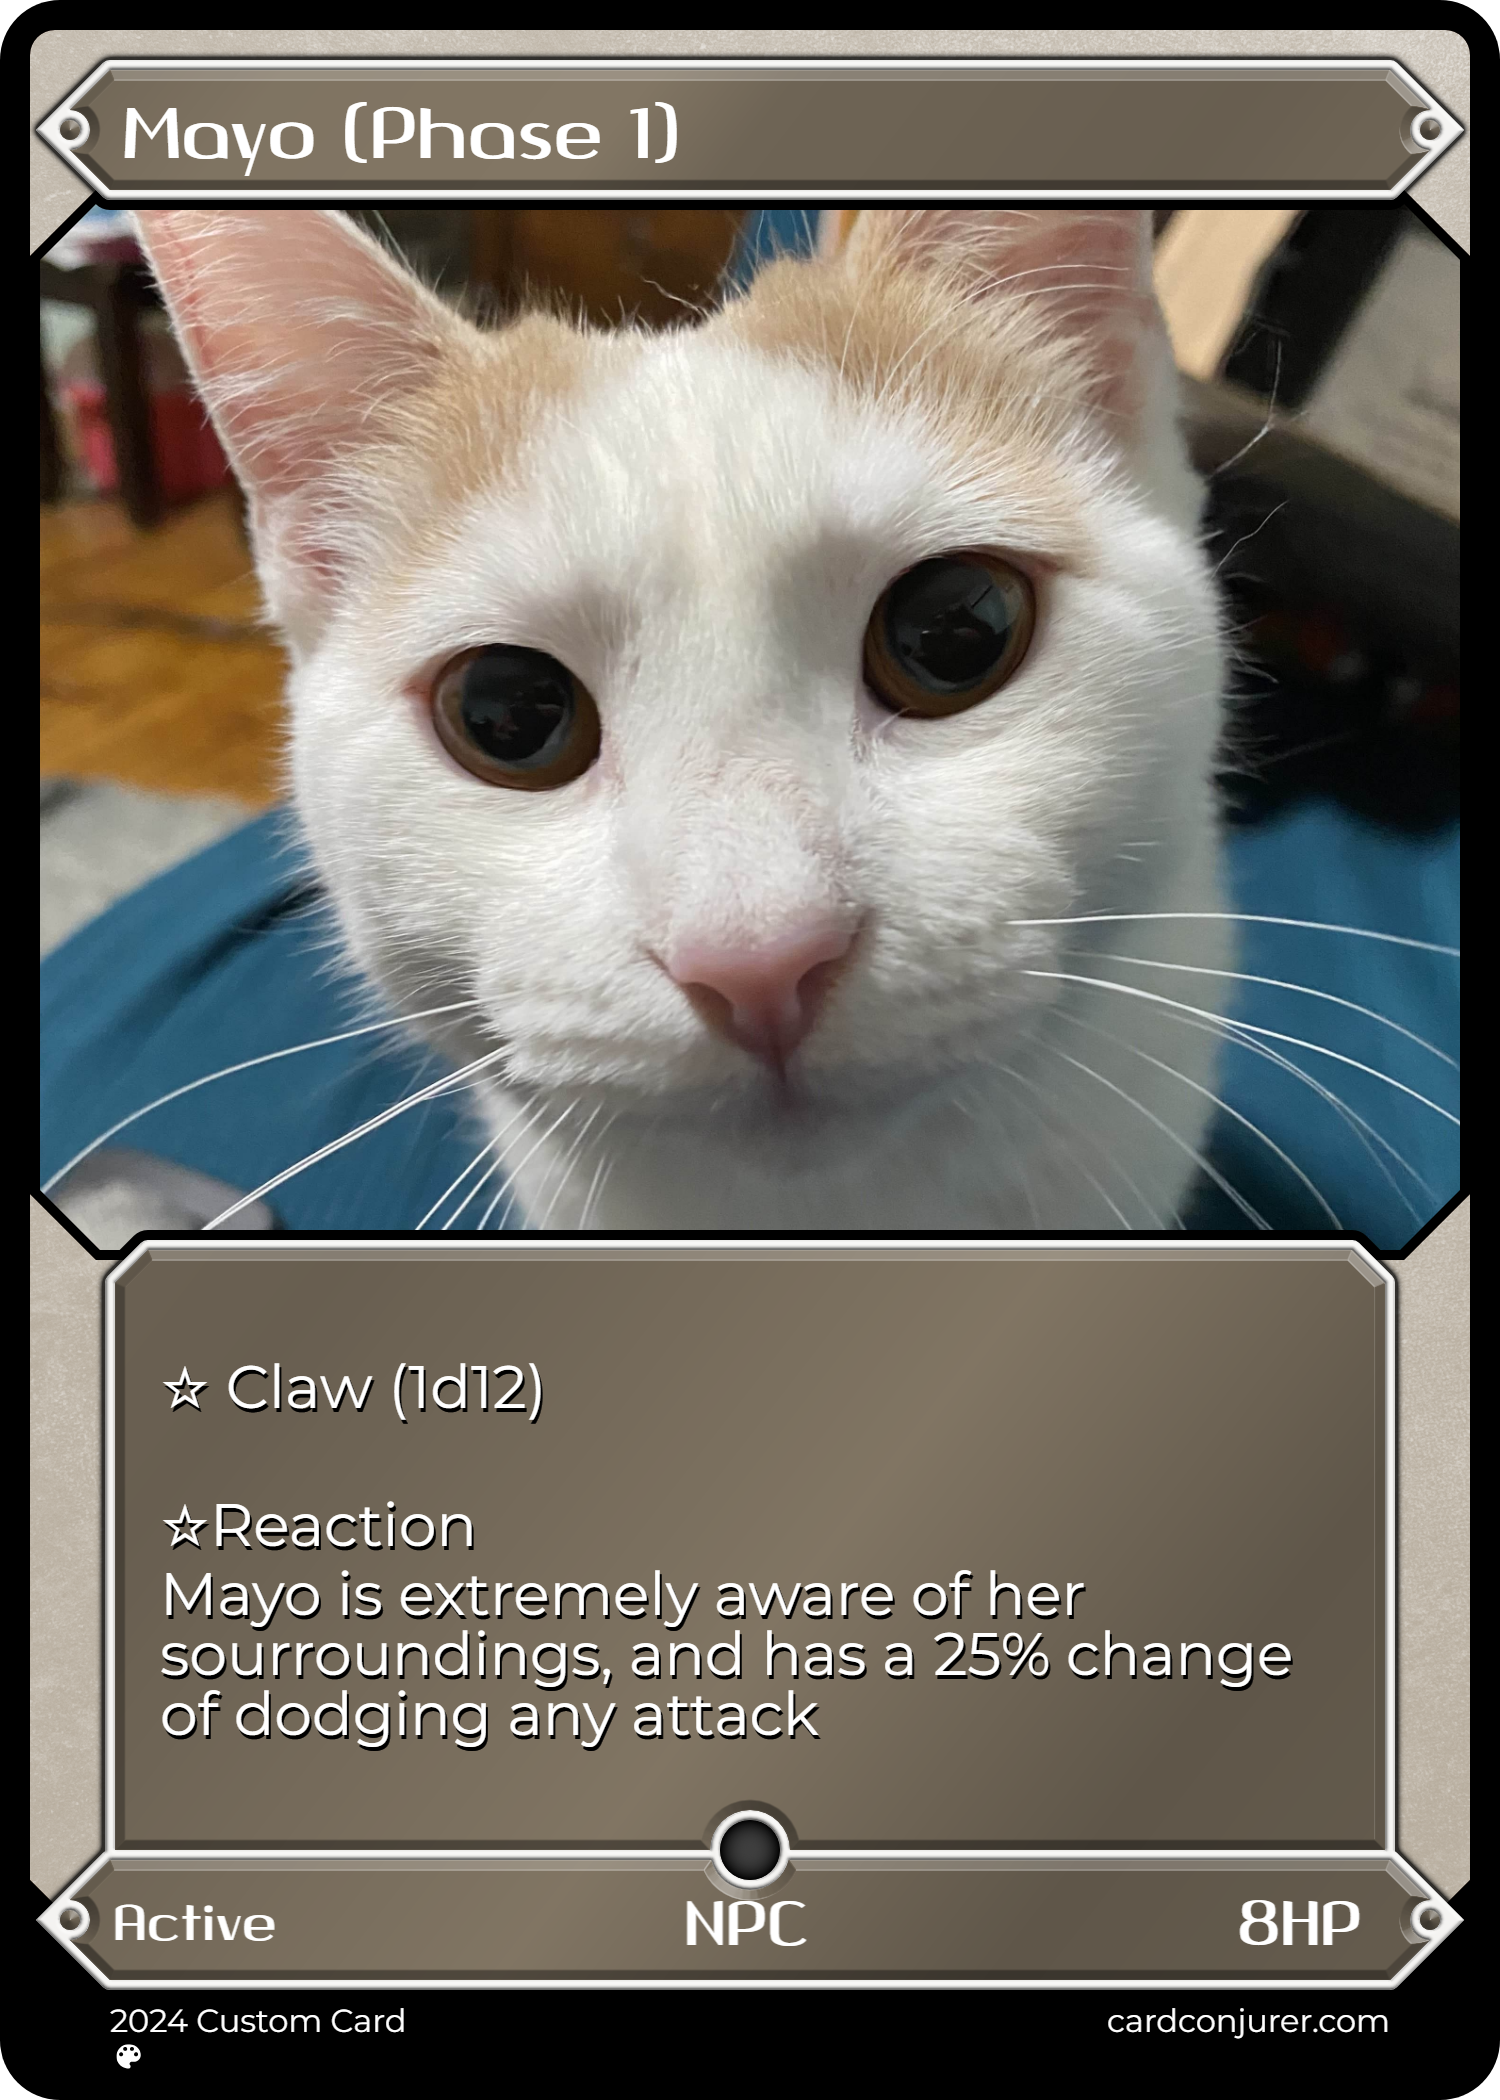 Mayo (Phase 1)
☆ Claw (1d12)
☆Reaction
Mayo is extremely aware of her
sourroundings, and has a 25% change
of dodging any attack
Active NPC 8HP
2024 Custom Card cardconjurer.com